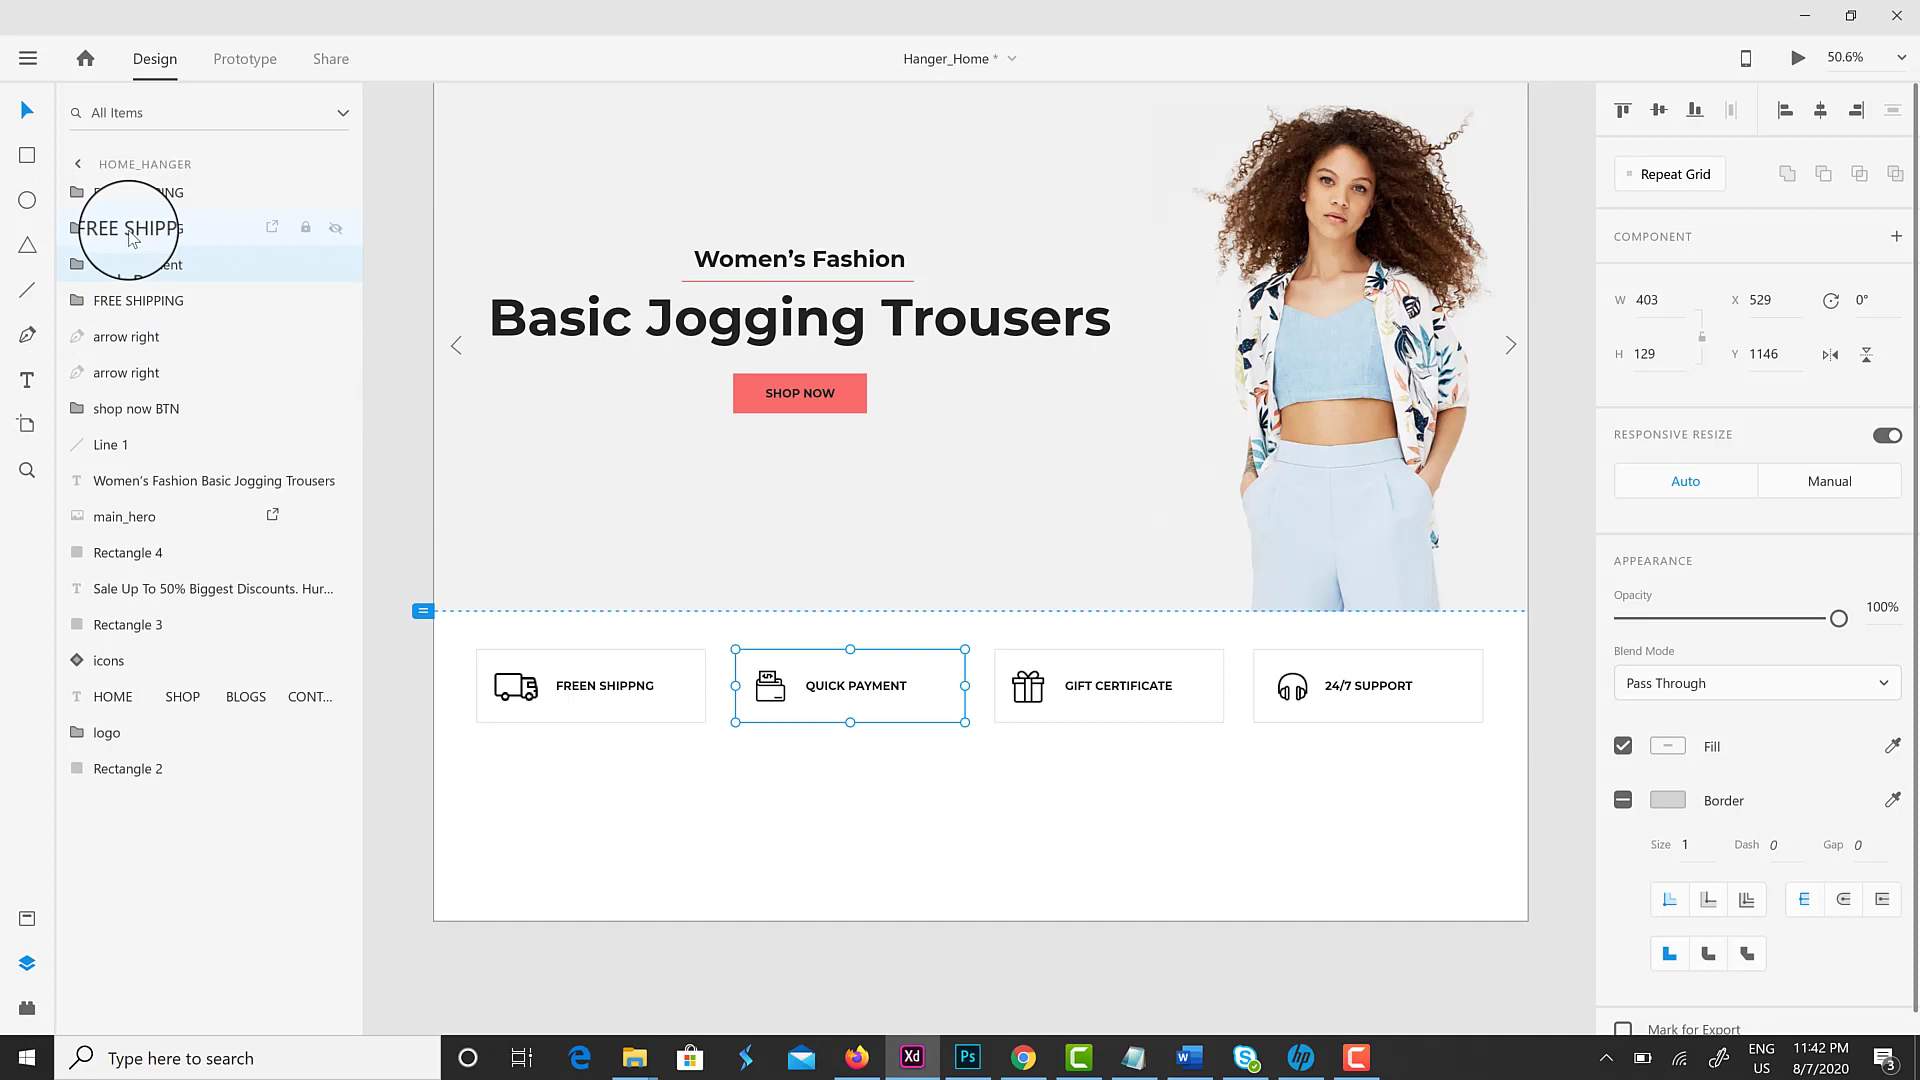 Design
Prototype
Share
Hanger_Home *
50.6%
All Items
HOME_HANGER
FREE SHIPP
FREE SHIPPING
arrow right
arrow right
shop now BTN
Line 1
Women's Fashion Basic Jogging Trousers
main_hero
Rectangle 4
Sale Up To 50% Biggest Discounts. Hur...
Rectangle 3
icons
HOME SHOP BLOGS CONT...
logo
Rectangle 2
Women's Fashion
Basic Jogging Trousers
SHOP NOW
FREEN SHIPPNG
QUICK PAYMENT
GIFT CERTIFICATE
24/7 SUPPORT
Repeat Grid
COMPONENT
W 403 X 529 0°
H 129 Y 1146
RESPONSIVE RESIZE
Auto Manual
APPEARANCE
Opacity
100%
Blend Mode
Pass Through
Fill
Border
Size 1 Dash 0 Gap 0
Mark for Export
Type here to search
Xd
Ps
ENG
US
11:42 PM
8/7/2020
3